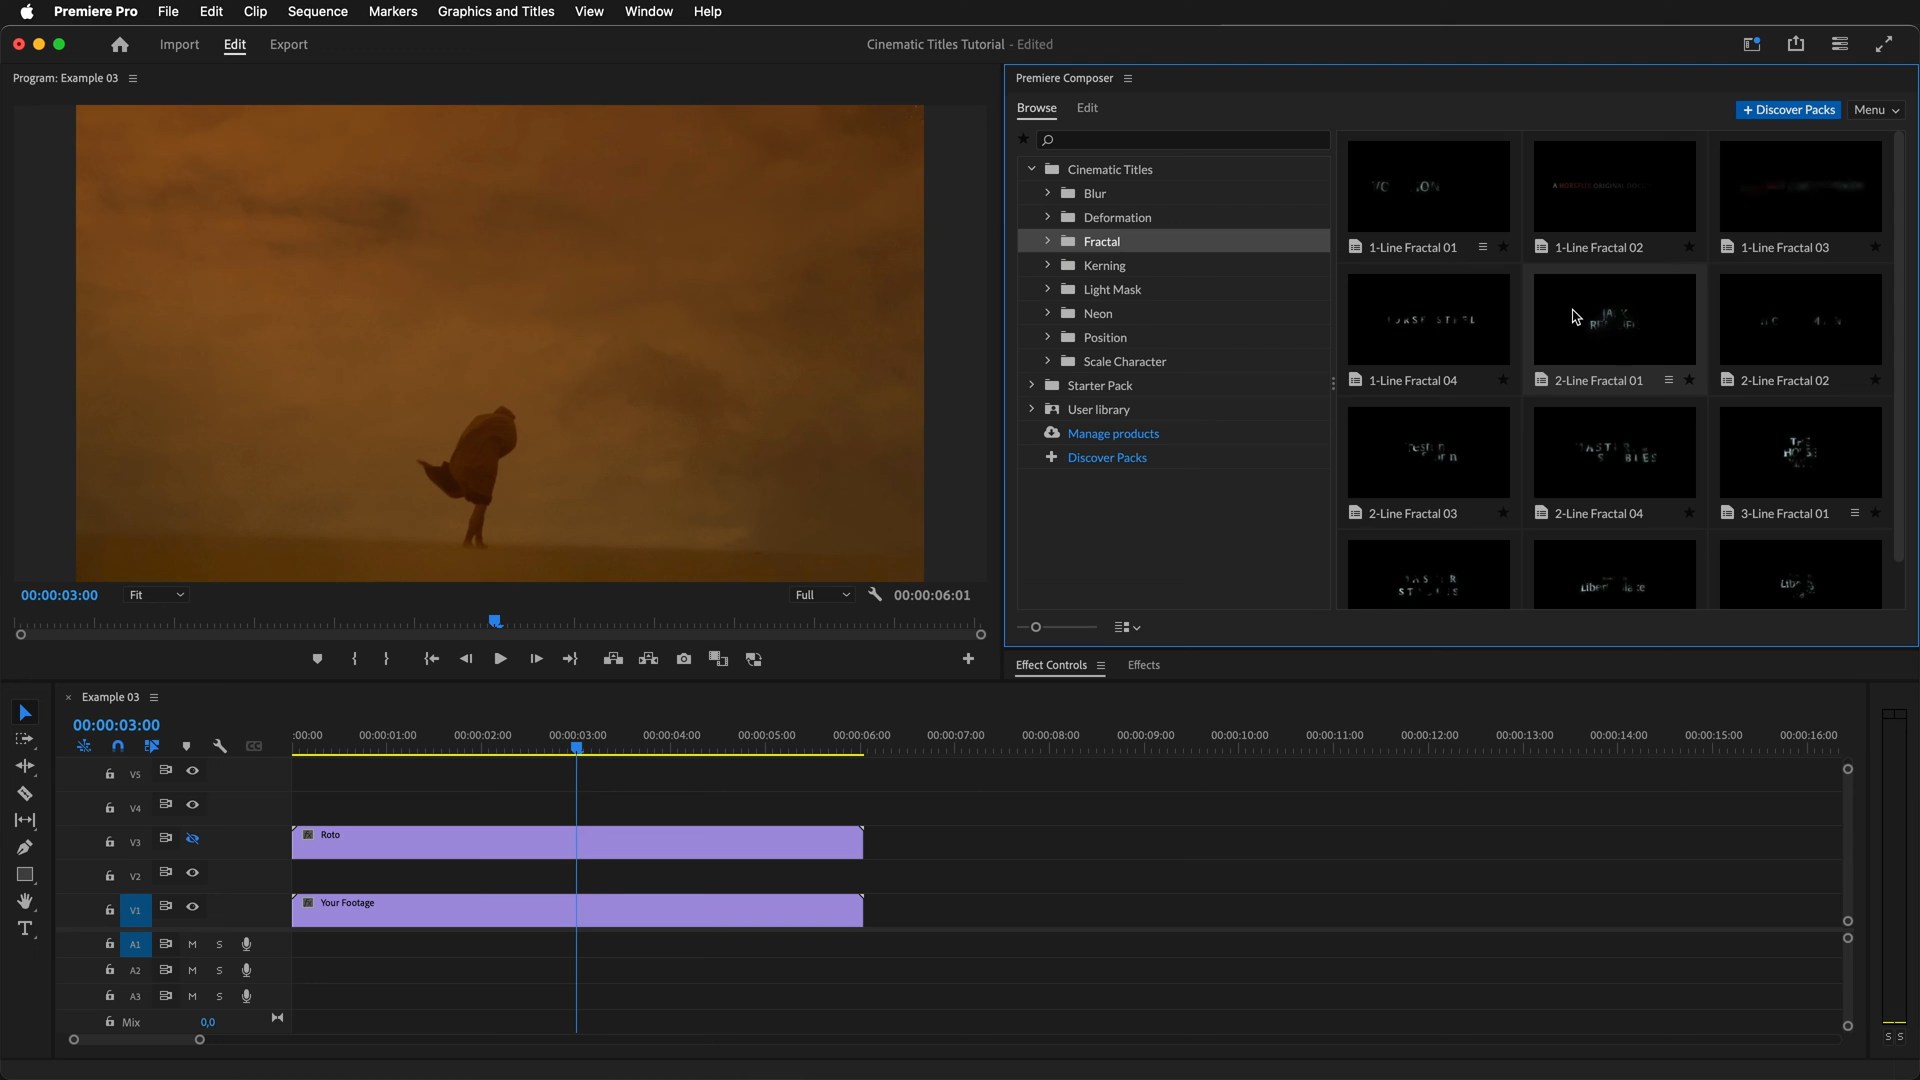 Premiere Pro File Edit Clip Sequence Markers Graphics and Titles View Window Help
Import Edit Export
Cinematic Titles Tutorial - Edited
Program: Example 03
00:00:03:00 Fit Full 00:00:06:01
Premiere Composer
Browse Edit
+ Discover Packs Menu
Cinematic Titles
Blur
Deformation
Fractal
Kerning
Light Mask
Neon
Position
Scale Character
Starter Pack
User library
Manage products
Discover Packs
1-Line Fractal 01 1-Line Fractal 02 1-Line Fractal 03
1-Line Fractal 04 2-Line Fractal 01 2-Line Fractal 02
2-Line Fractal 03 2-Line Fractal 04 3-Line Fractal 01
Effect Controls Effects
Example 03
00:00:03:00
:00:00 00:00:01:00 00:00:02:00 00:00:03:00 00:00:04:00 00:00:05:00 00:00:06:00 00:00:07:00 00:00:08:00 00:00:09:00 00:00:10:00 00:00:11:00 00:00:12:00 00:00:13:00 00:00:14:00 00:00:15:00 00:00:16:00
CC
V5
V4
V3 Roto
V2
V1 Your Footage
A1 M S
A2 M S
A3 M S
Mix 0,0
S S